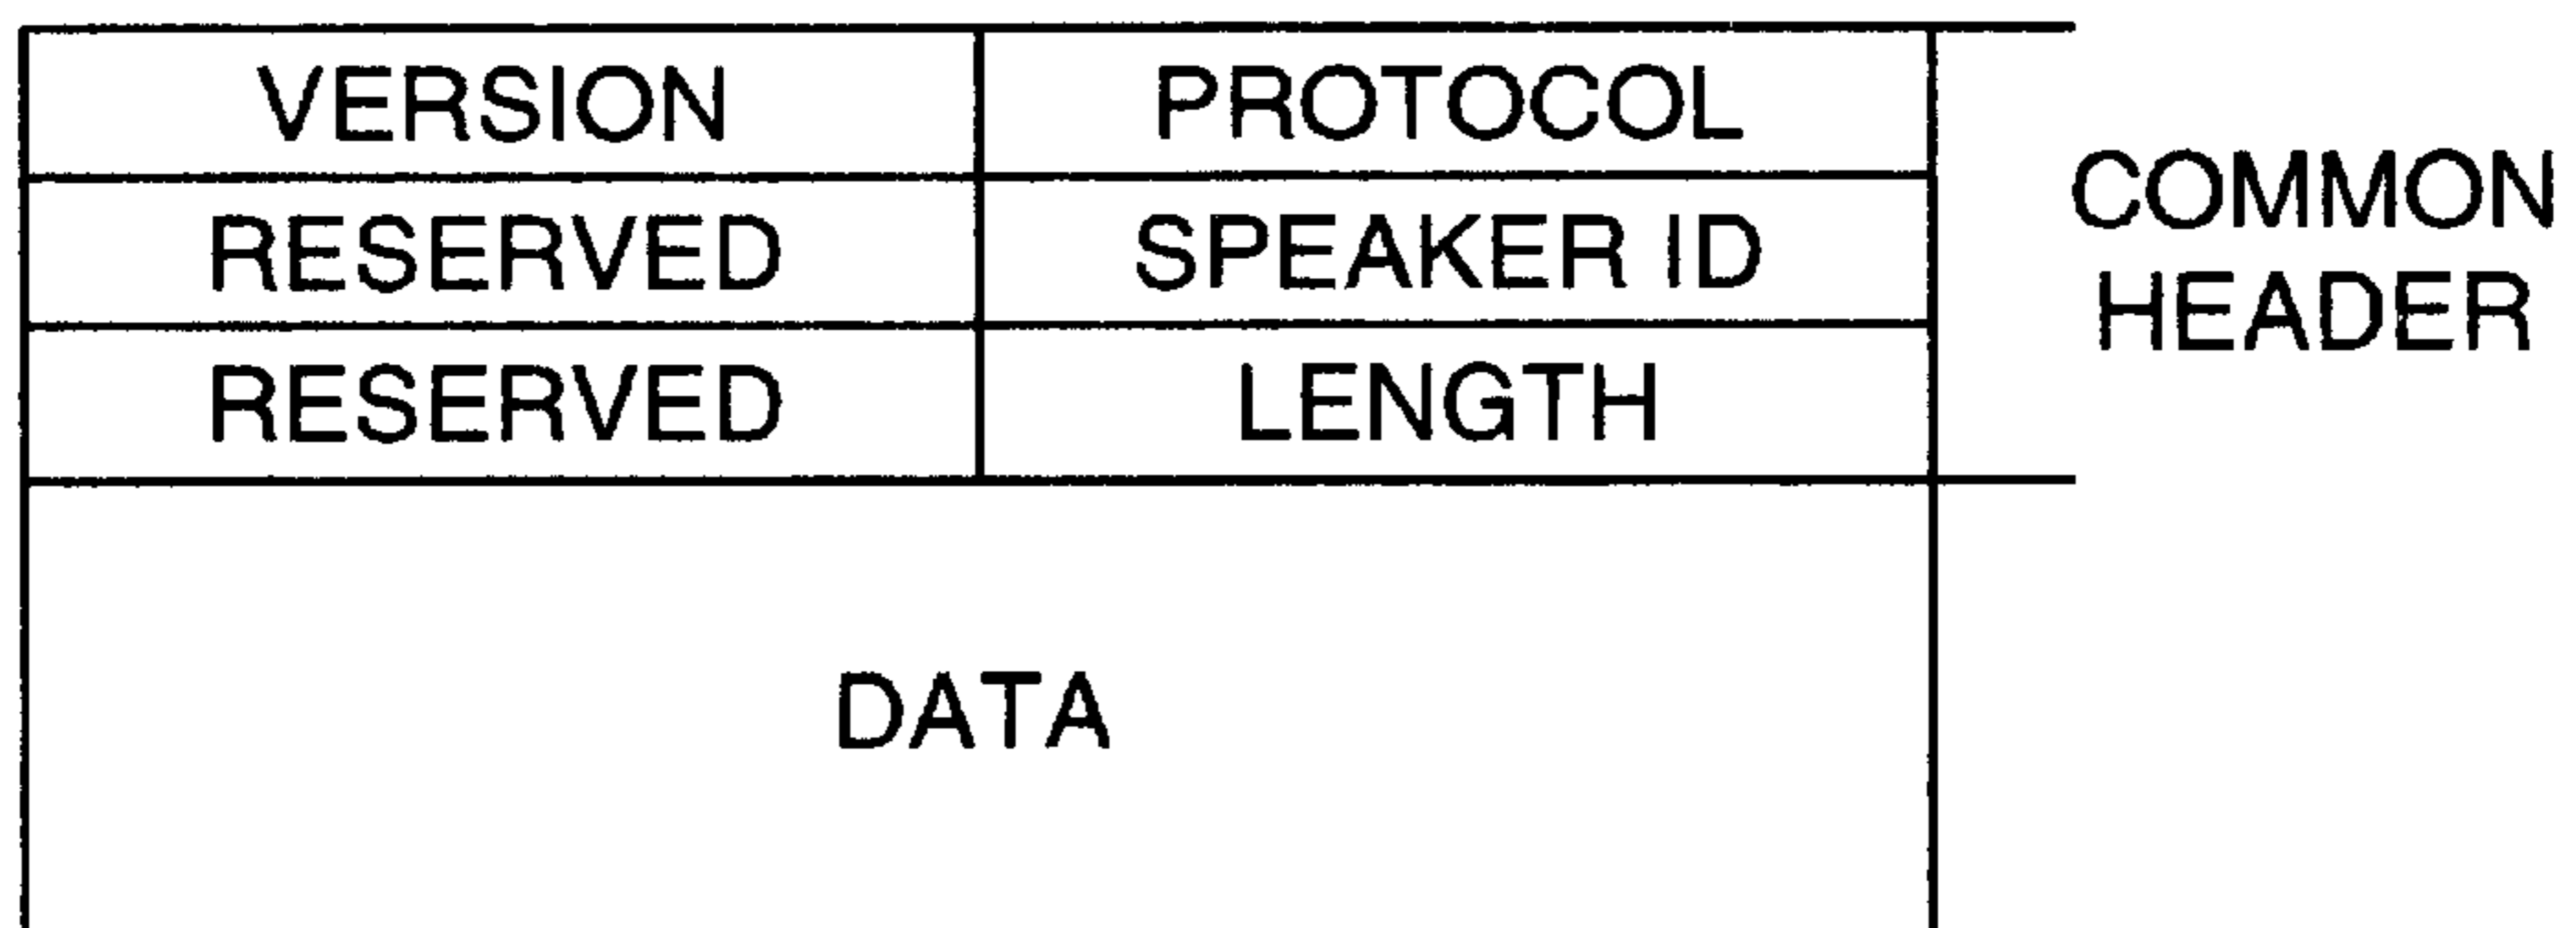 VERSION PROTOCOL
RESERVED SPEAKER ID
RESERVED LENGTH
COMMON
HEADER
DATA